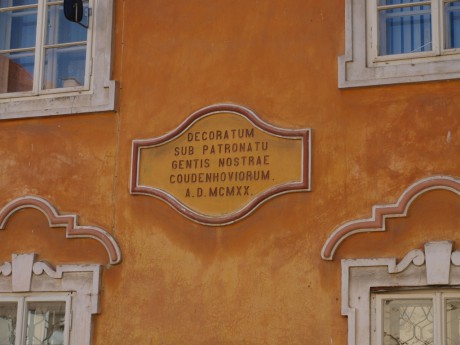 DECORATUM
SUB PATRONATU
GENTIS NOSTRAE
COUDENHOVIORUM.
A.D.MCMXX.